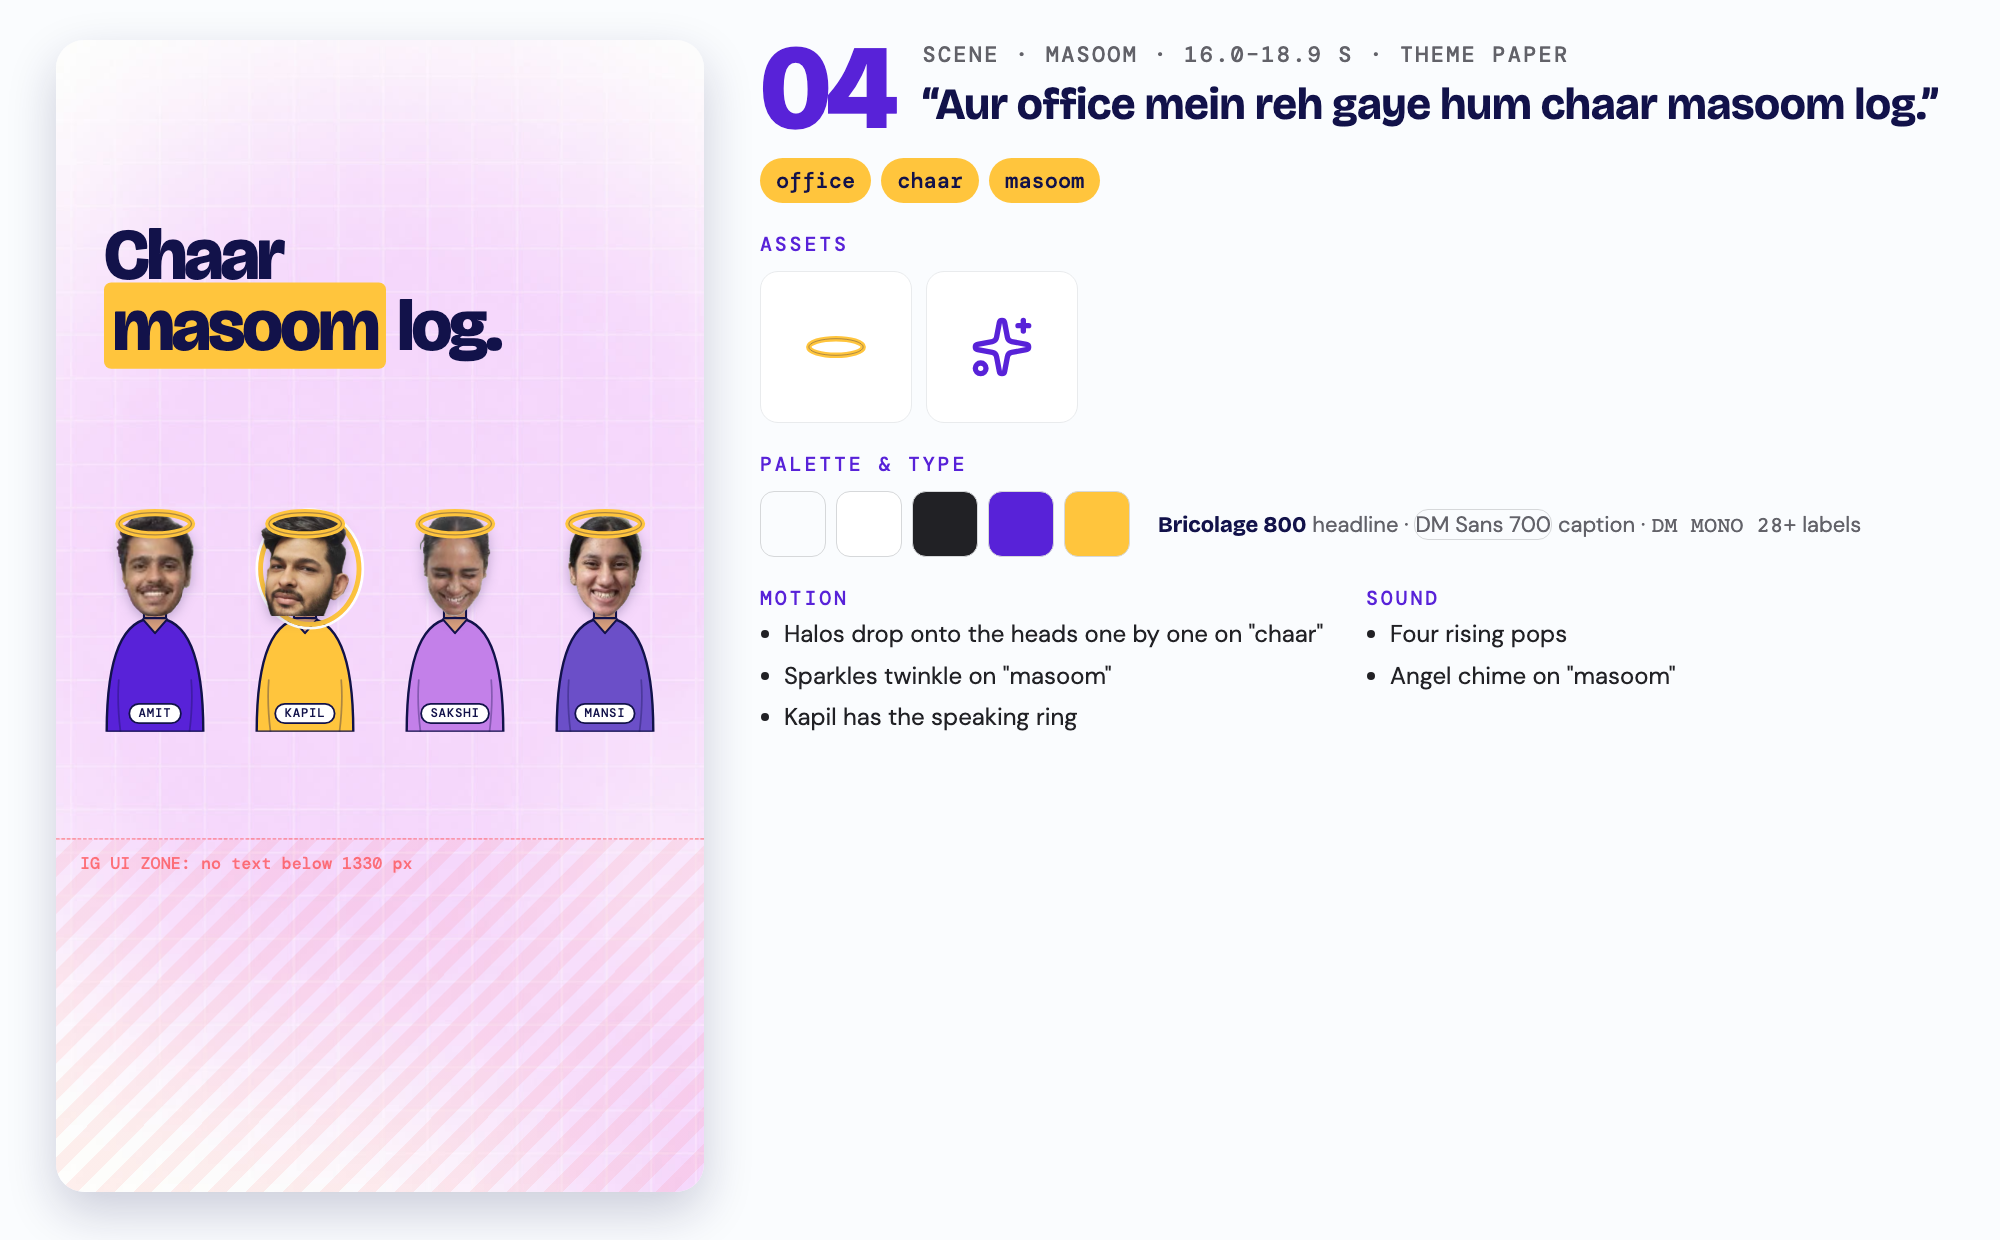 Chaar
masoom log.
AMIT
KAPIL
SAKSHI
MANSI
IG UI ZONE: no text below 1330 px
04
SCENE · MASOOM · 16.0–18.9 S · THEME PAPER
“Aur office mein reh gaye hum chaar masoom log.”
office
chaar
masoom
ASSETS
PALETTE & TYPE
Bricolage 800 headline · DM Sans 700 caption · DM MONO 28+ labels
MOTION
• Halos drop onto the heads one by one on "chaar"
• Sparkles twinkle on "masoom"
• Kapil has the speaking ring
SOUND
• Four rising pops
• Angel chime on "masoom"